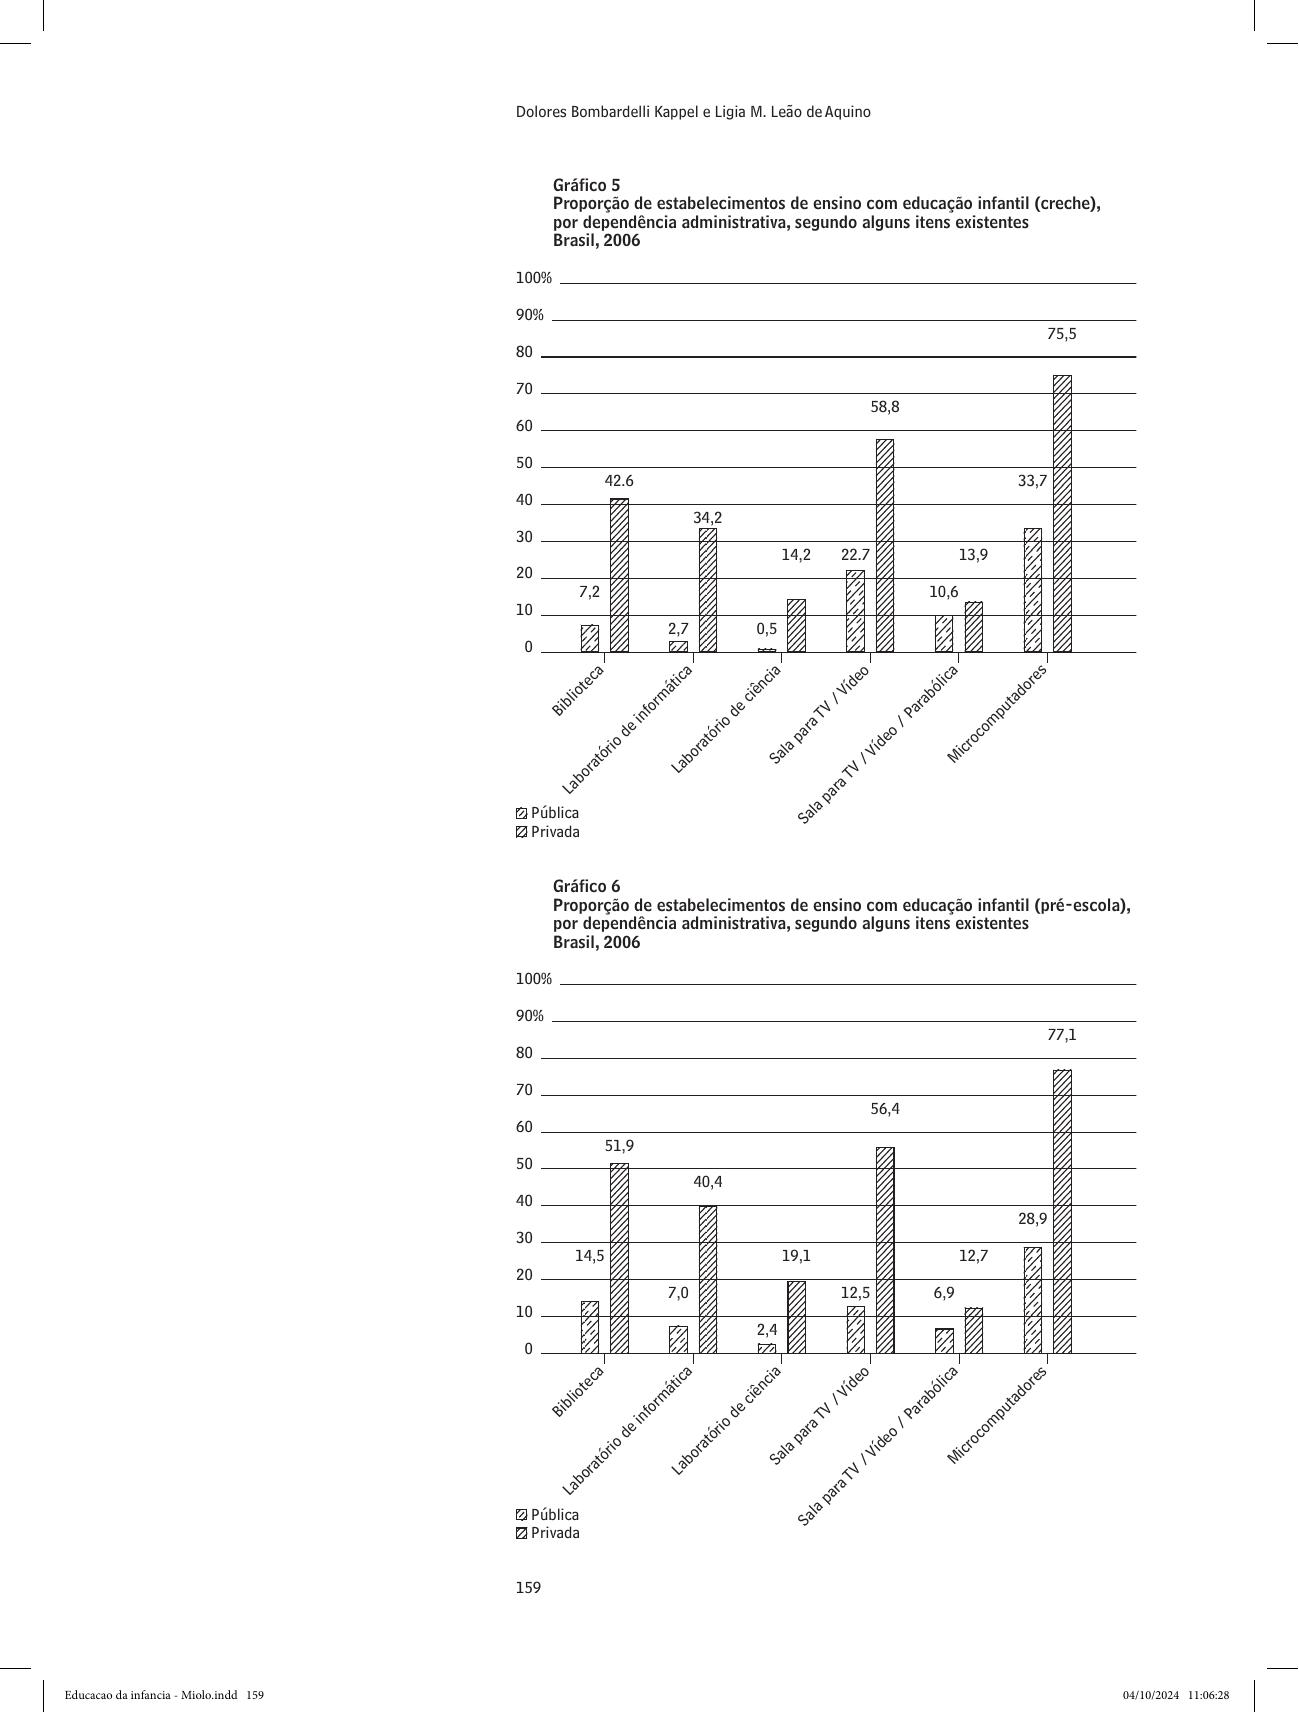 Dolores Bombardelli Kappel e Ligia M. Leão de Aquino
Gráfico 5
Proporção de estabelecimentos de ensino com educação infantil (creche),
por dependência administrativa, segundo alguns itens existentes
Brasil, 2006
100%
90%
75,5
80
70
58,8
60
50
42.6
33,7
40
34,2
30
14,2
22.7
13,9
20
7,2
10,6
10
2,7
0,5
0
Biblioteca
Laboratório de informática
Laboratório de ciência
Sala para TV / Vídeo
Sala para TV / Vídeo / Parabólica
Microcomputadores
Pública
Privada
Gráfico 6
Proporção de estabelecimentos de ensino com educação infantil (pré-escola),
por dependência administrativa, segundo alguns itens existentes
Brasil, 2006
100%
90%
77,1
80
70
56,4
60
51,9
50
40,4
40
28,9
30
14,5
19,1
12,7
20
7,0
12,5
6,9
10
2,4
0
Biblioteca
Laboratório de informática
Laboratório de ciência
Sala para TV / Vídeo
Sala para TV / Vídeo / Parabólica
Microcomputadores
Pública
Privada
159
Educacao da infancia - Miolo.indd 159
04/10/2024 11:06:28